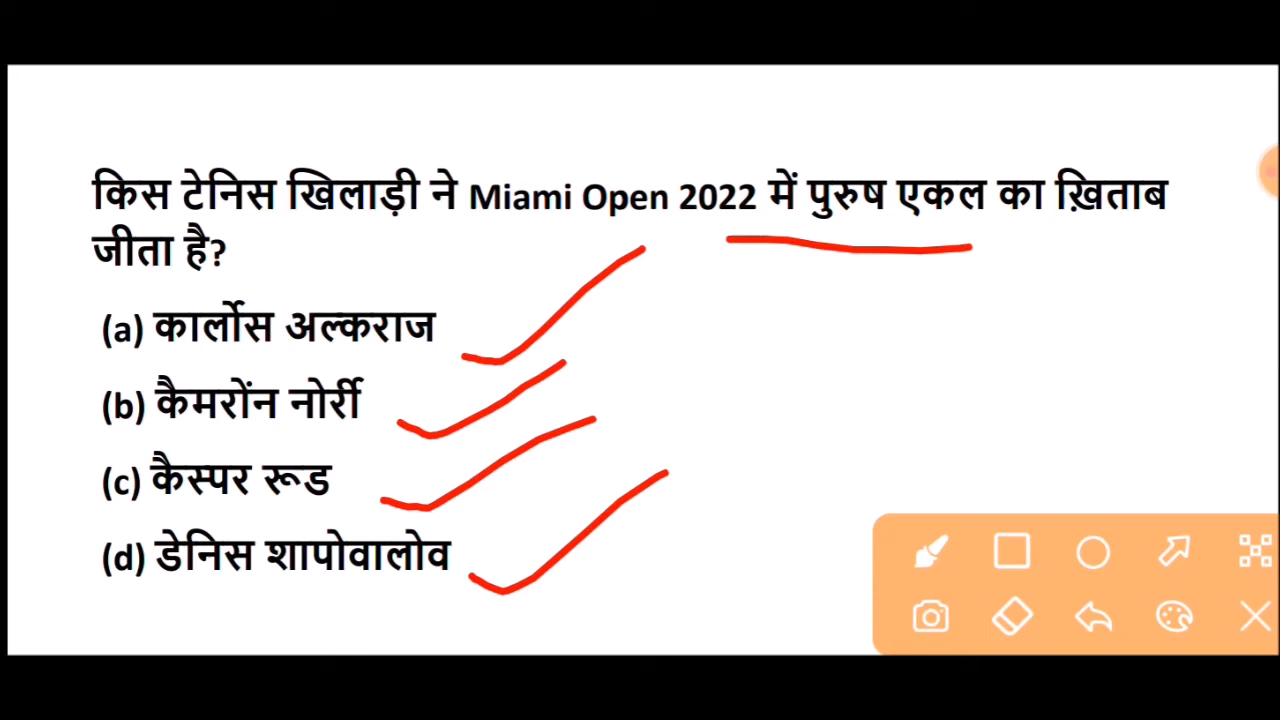 किस टेनिस खिलाड़ी ने Miami Open 2022 में पुरुष एकल का ख़िताब
जीता है?
(a) कार्लोस अल्कराज
(b) कैमरोंन नोर्री
(c) कैस्पर रूड
(d) डेनिस शापोवालोव